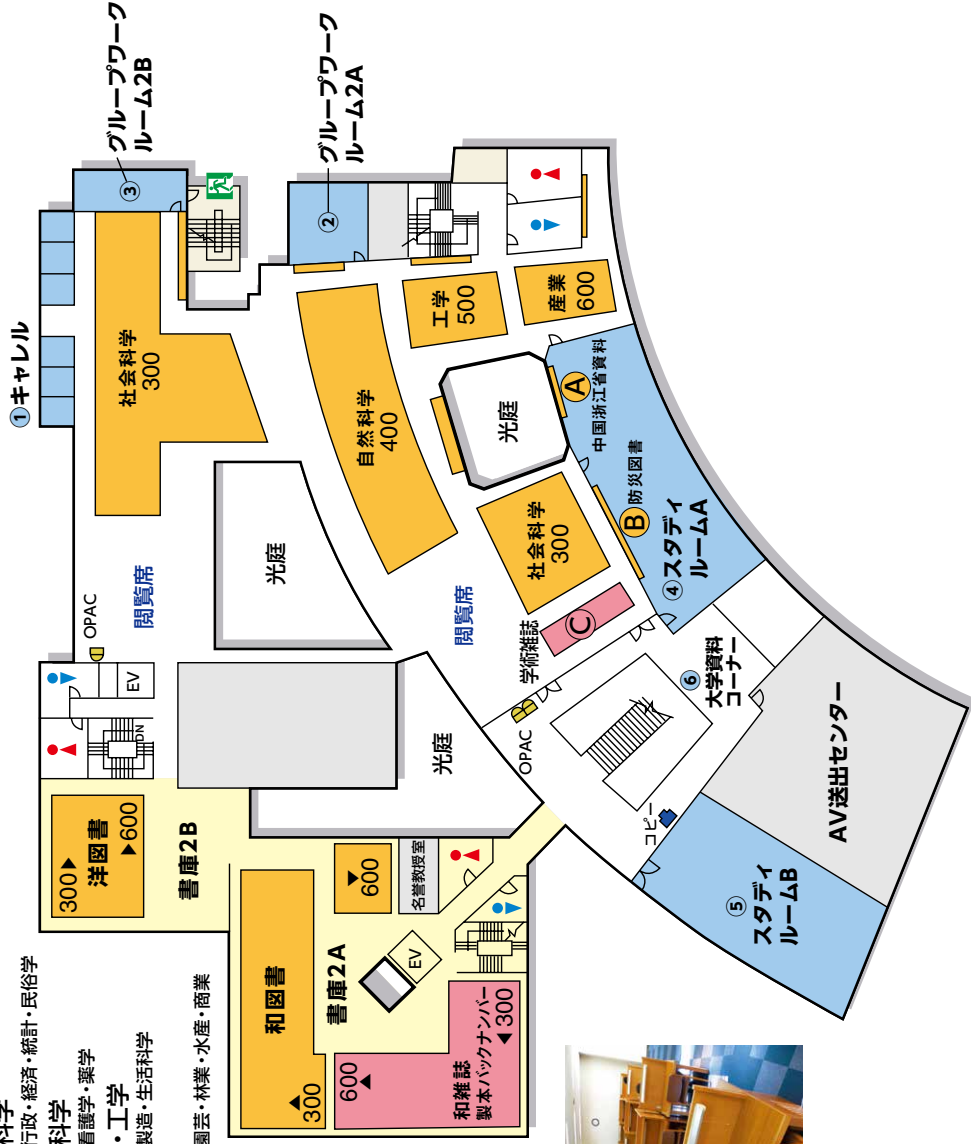 ①キャレル
③
グループワーク
ルーム2B
②
グループワーク
ルーム2A
社会科学
300
自然科学
400
工学
500
産業
600
光庭
A
中国浙江省資料
B
防災図書
④スタディ
ルームA
社会科学
300
C
学術雑誌
閲覧席
光庭
閲覧席
OPAC
EV
DN
光庭
OPAC
⑥
大学資料
コーナー
コピー
AV送出センター
⑤
スタディ
ルームB
300▶
洋図書
▶600
書庫2B
▶600
名誉教授室
和図書
▲300
書庫2A
EV
600▲
和雑誌
製本バックナンバー
▲300
科学
行政・経済・統計・民俗学
科学
看護学・薬学
・工学
製造・生活科学
園芸・林業・水産・商業